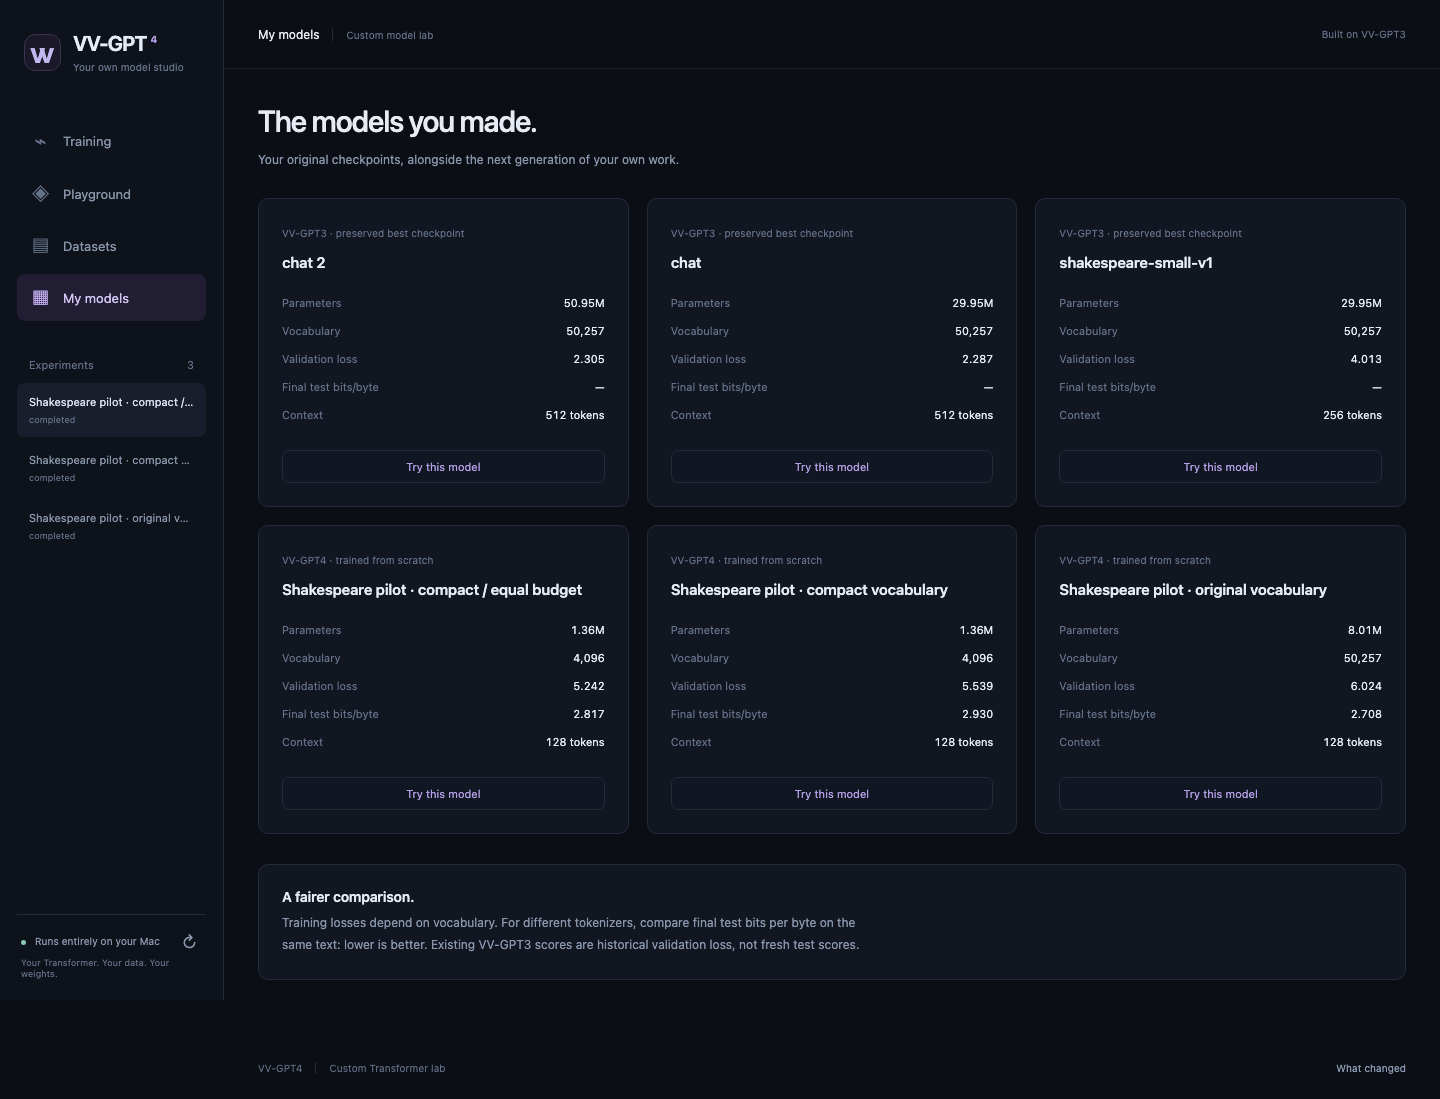 W
VV-GPT 4
Your own model studio
Training
Playground
Datasets
My models
Experiments 3
Shakespeare pilot · compact /...
completed
Shakespeare pilot · compact ...
completed
Shakespeare pilot · original v...
completed
Runs entirely on your Mac
Your Transformer. Your data. Your
weights.
My models Custom model lab Built on VV-GPT3
The models you made.
Your original checkpoints, alongside the next generation of your own work.
VV-GPT3 · preserved best checkpoint
chat 2
Parameters 50.95M
Vocabulary 50,257
Validation loss 2.305
Final test bits/byte —
Context 512 tokens
Try this model
VV-GPT3 · preserved best checkpoint
chat
Parameters 29.95M
Vocabulary 50,257
Validation loss 2.287
Final test bits/byte —
Context 512 tokens
Try this model
VV-GPT3 · preserved best checkpoint
shakespeare-small-v1
Parameters 29.95M
Vocabulary 50,257
Validation loss 4.013
Final test bits/byte —
Context 256 tokens
Try this model
VV-GPT4 · trained from scratch
Shakespeare pilot · compact / equal budget
Parameters 1.36M
Vocabulary 4,096
Validation loss 5.242
Final test bits/byte 2.817
Context 128 tokens
Try this model
VV-GPT4 · trained from scratch
Shakespeare pilot · compact vocabulary
Parameters 1.36M
Vocabulary 4,096
Validation loss 5.539
Final test bits/byte 2.930
Context 128 tokens
Try this model
VV-GPT4 · trained from scratch
Shakespeare pilot · original vocabulary
Parameters 8.01M
Vocabulary 50,257
Validation loss 6.024
Final test bits/byte 2.708
Context 128 tokens
Try this model
A fairer comparison.
Training losses depend on vocabulary. For different tokenizers, compare final test bits per byte on the
same text: lower is better. Existing VV-GPT3 scores are historical validation loss, not fresh test scores.
VV-GPT4 Custom Transformer lab What changed